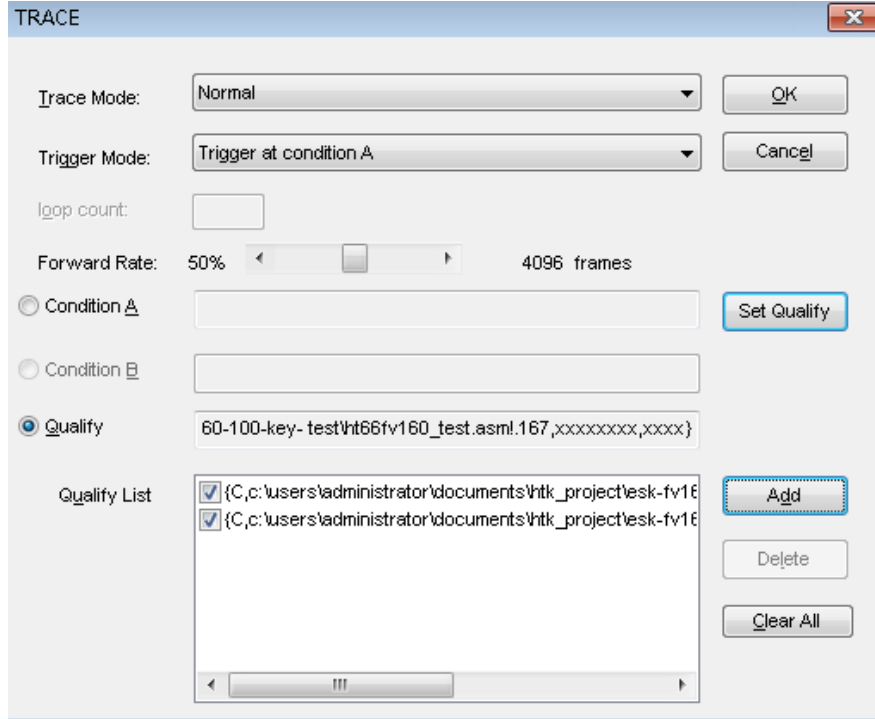 TRACE
Trace Mode: Normal OK
Trigger Mode: Trigger at condition A Cancel
loop count:
Forward Rate: 50% 4096 frames
Condition A Set Qualify
Condition B
Qualify 60-100-key- test\ht66fv160_test.asm!.167,xxxxxxxx,xxxx}
Qualify List {C,c:\users\administrator\documents\htk_project\esk-fv16 Add
{C,c:\users\administrator\documents\htk_project\esk-fv16
Delete
Clear All